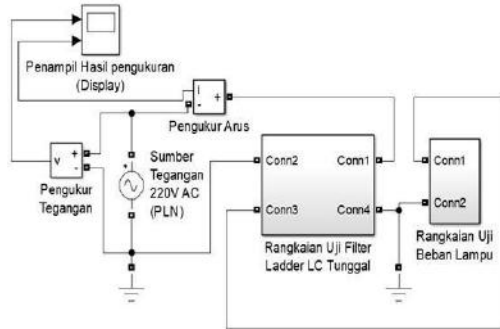 Penampil Hasil pengukuran
(Display)
I
-
+
Pengukur Arus
v
+
-
Pengukur
Tegangan
+
Sumber
Tegangan
220V AC
(PLN)
Conn2
Conn1
Conn3
Conn4
Rangkaian Uji Filter
Ladder LC Tunggal
Conn1
Conn2
Rangkaian Uji
Beban Lampu